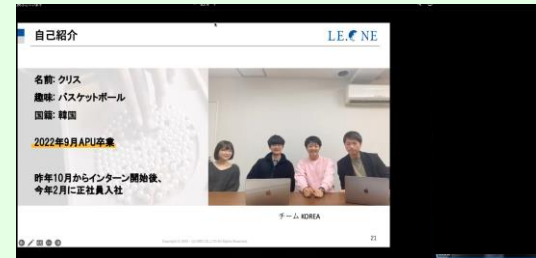 自己紹介
LE.ONE
名前: クリス
趣味: バスケットボール
国籍: 韓国
2022年9月APU卒業
昨年10月からインターン開始後、
今年2月に正社員入社
チーム KOREA
21